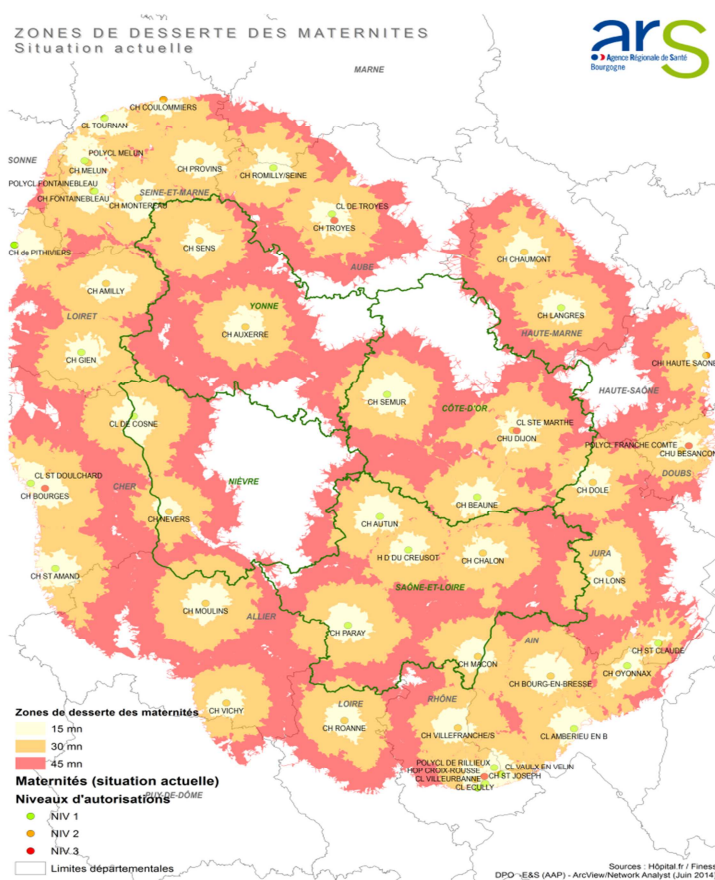 ZONES DE DESSERTE DES MATERNITES
Situation actuelle
ars
Agence Régionale de Santé
Bourgogne
MARNE
CH COULOMMIERS
CL TOURNAN
POLYCL MELUN
SONNE
CH MELUN
CH PROVINS
CH ROMILLY/SEINE
POLYCL FONTAINEBLEAU
SEINE-ET-MARNE
CH FONTAINEBLEAU
CH MONTEREAU
CL DE TROYES
CH TROYES
CH de PITHIVIERS
CH SENS
CH CHAUMONT
AUBE
CH AMILLY
YONNE
CH LANGRES
LOIRET
CH AUXERRE
HAUTE-MARNE
CH GIEN
CH HAUTE SAONE
HAUTE-SAÔNE
CH SEMUR
CÔTE-D'OR
CL DE COSNE
CL STE MARTHE
CHU DIJON
POLYCL FRANCHE COMTE
CHU BESANCON
CL ST DOULCHARD
DOUBS
NIÈVRE
CH DOLE
CHER
CH BOURGES
CH BEAUNE
CH NEVERS
CH AUTUN
H D DU CREUSOT
CH CHALON
JURA
CH ST AMAND
CH LONS
SAÔNE-ET-LOIRE
CH MOULINS
ALLIER
CH PARAY
AIN
CH ST CLAUDE
CH MACON
CH OYONNAX
CH BOURG-EN-BRESSE
RHÔNE
LOIRE
CH VICHY
CH ROANNE
CH VILLEFRANCHE/S
CL AMBERIEU EN B
POLYCL DE RILLIEUX
HOP CROIX-ROUSSE
CL VAULX EN VELIN
CL VILLEURBANNE
CH ST JOSEPH
CL ECULLY
PUY-DE-DÔME
Zones de desserte des maternités
15 mn
30 mn
45 mn
Maternités (situation actuelle)
Niveaux d'autorisations
NIV 1
NIV 2
NIV 3
Limites départementales
Sources : Hôpital.fr / Finess
DPO - E&S (AAP) - ArcView/Network Analyst (Juin 2014)